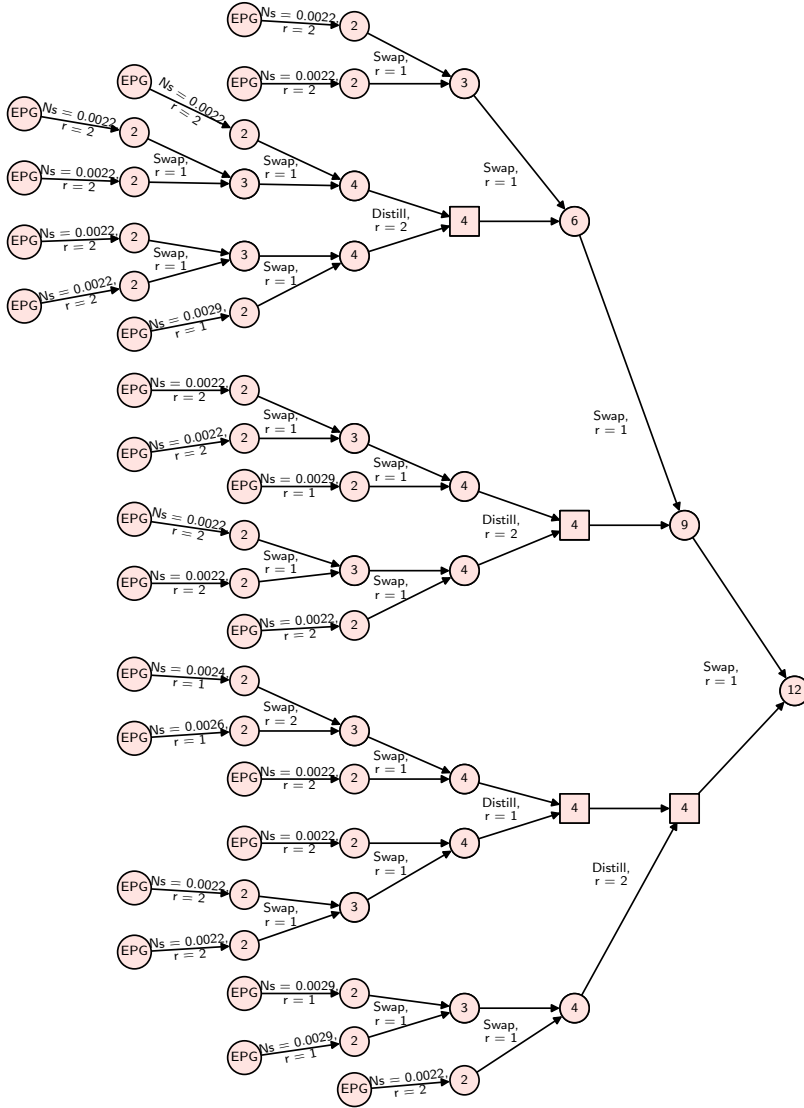 EPG Ns = 0.0022, 2
r = 2
Swap,
r = 1
EPG Ns = 0.0022, 2 3
r = 2
EPG Ns = 0.0022, 2
r = 2
EPG Ns = 0.0022, 2
r = 2
Swap, Swap,
r = 1 r = 1
EPG Ns = 0.0022, 2 3 4
r = 2
Swap,
r = 1
Distill,
r = 2
4 6
EPG Ns = 0.0022, 2
r = 2
Swap, 3 Swap, 4
r = 1 r = 1
EPG Ns = 0.0022, 2
r = 2
EPG Ns = 0.0029, 2
r = 1
EPG Ns = 0.0022, 2
r = 2
Swap,
r = 1
Swap,
r = 1
EPG Ns = 0.0022, 2 3
r = 2
Swap,
r = 1
EPG Ns = 0.0029, 2 4
r = 1
EPG Ns = 0.0022, 2
r = 2
Distill,
r = 2
4 9
Swap,
r = 1
EPG Ns = 0.0022, 2 3 4
r = 2
Swap,
r = 1
EPG Ns = 0.0022, 2
r = 2
EPG Ns = 0.0024, 2
r = 1
Swap,
r = 1
12
Swap,
r = 2
EPG Ns = 0.0026, 2 3
r = 1
Swap,
r = 1
EPG Ns = 0.0022, 2 4
r = 2
Distill,
r = 1
4 4
EPG Ns = 0.0022, 2 4
r = 2
Swap,
r = 1
EPG Ns = 0.0022, 2
r = 2
Distill,
r = 2
Swap, 3
r = 1
EPG Ns = 0.0022, 2
r = 2
EPG Ns = 0.0029, 2
r = 1
Swap, 3 4
r = 1
EPG Ns = 0.0029, 2
r = 1
Swap,
r = 1
EPG Ns = 0.0022, 2
r = 2